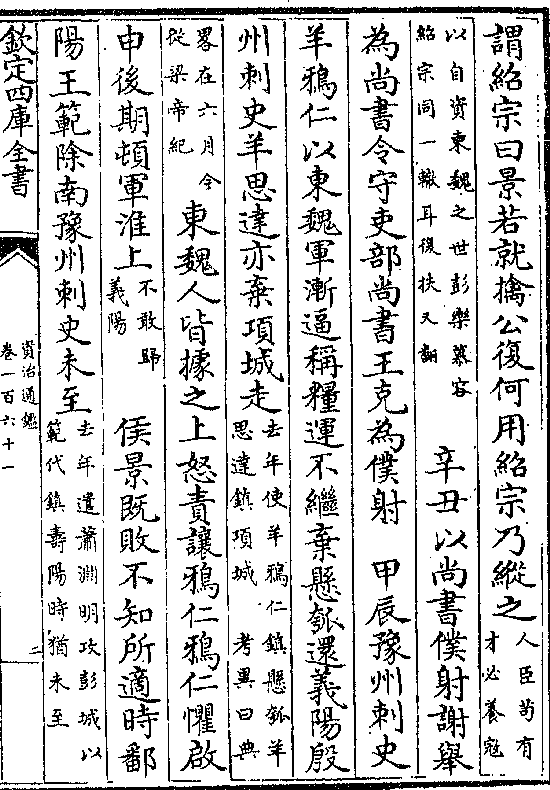 謂紹宗曰景若就擒公復何用紹宗乃縱之人臣苟有才必養寇
以自資東魏之世彭樂慕容紹宗同一轍耳後扶又翻 辛丑以尚書僕射謝舉
為尚書令守吏部尚書王克為僕射 甲辰豫州刺史
羊鴉仁以東魏軍漸逼稱糧運不繼棄懸瓠還義陽殷
州刺史羊思達亦棄項城走去年使羊鴉仁鎮懸瓠羊思達鎮項城 考異曰典
畧在六月今從梁帝紀 東魏人皆據之上怒責讓鴉仁鴉仁懼啟
申後期頓軍淮上不敢歸義陽 侯景既敗不知所適時鄱
陽王範除南豫州刺史未至去年遣蕭淵明攻彭城以範代鎮壽陽時猶未至
欽定四庫全書
資治通鑑
卷一百六十一
二